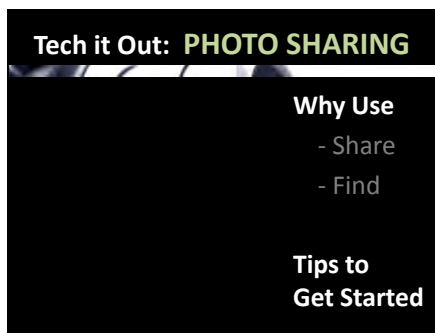 Tech it Out: PHOTO SHARING
Why Use
- Share
- Find
Tips to
Get Started